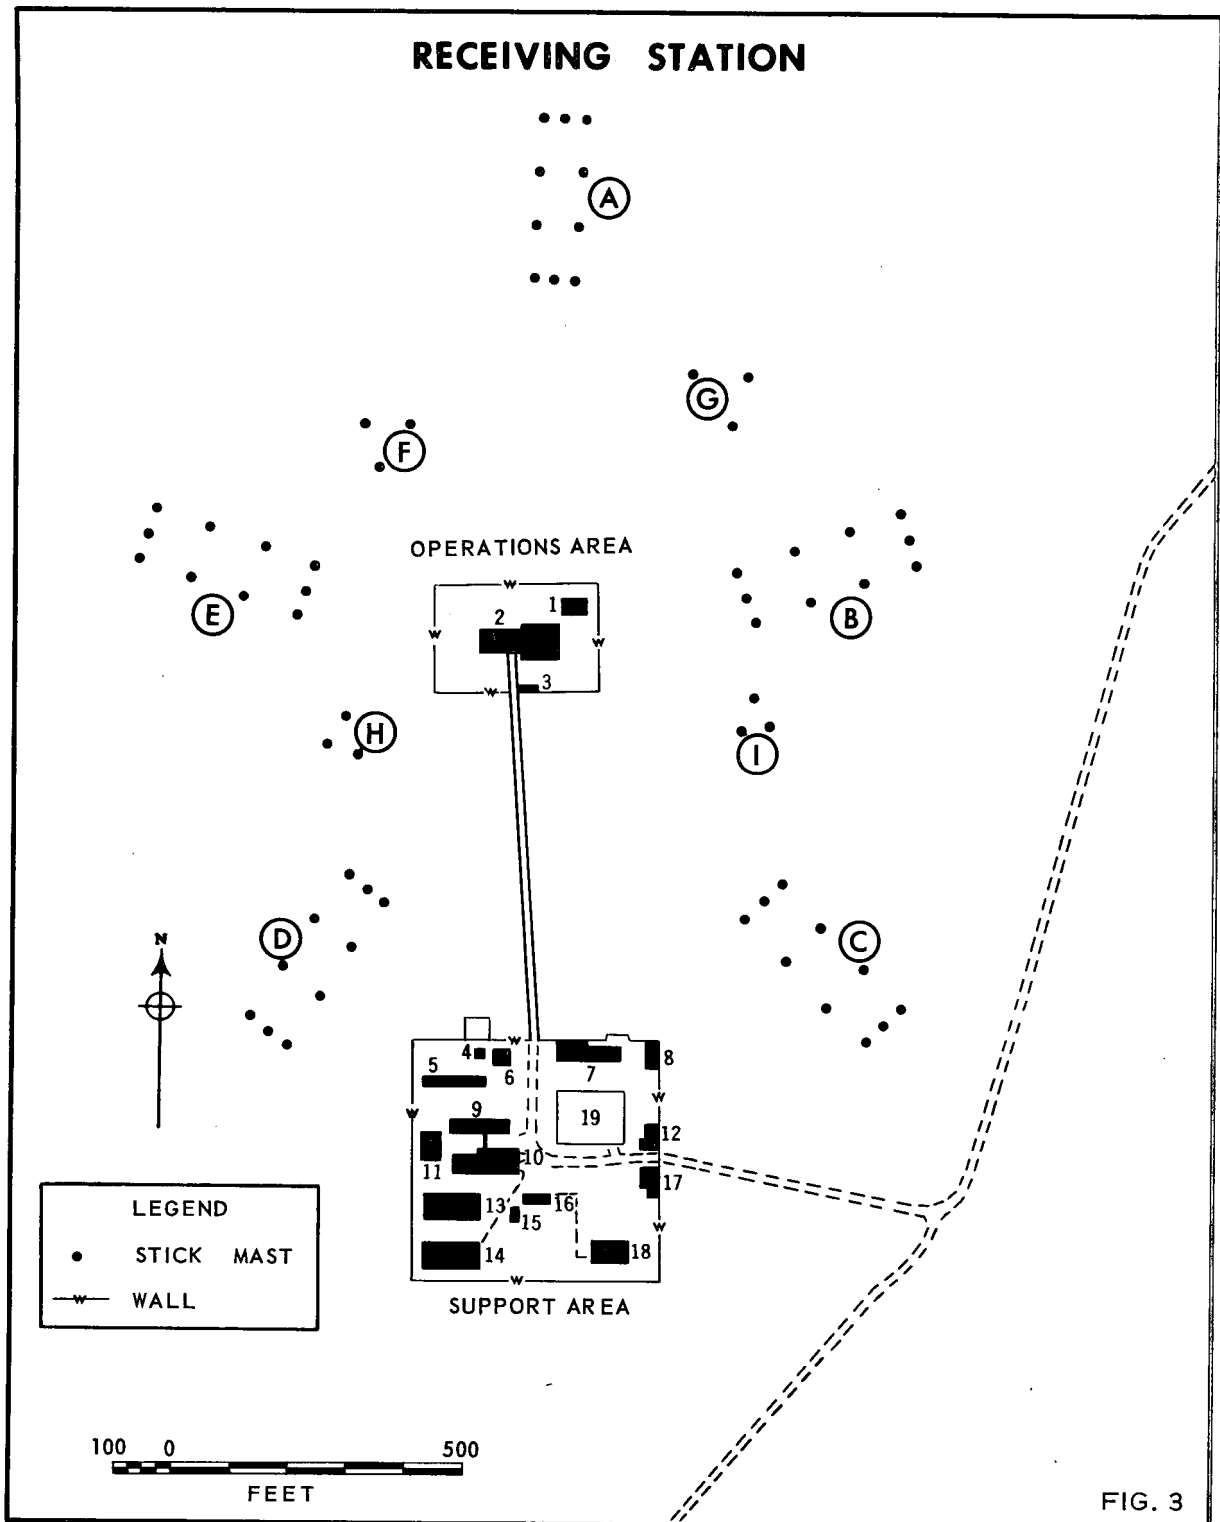 RECEIVING STATION
A
G
F
OPERATIONS AREA
E
B
W
1
2
W
W
3
W
H
I
D
C
N
W
4
6
7
8
5
W
9
19
W
12
11
10
17
13
16
15
W
14
18
W
SUPPORT AREA
LEGEND
STICK MAST
W WALL
100 0 500
FEET
FIG. 3